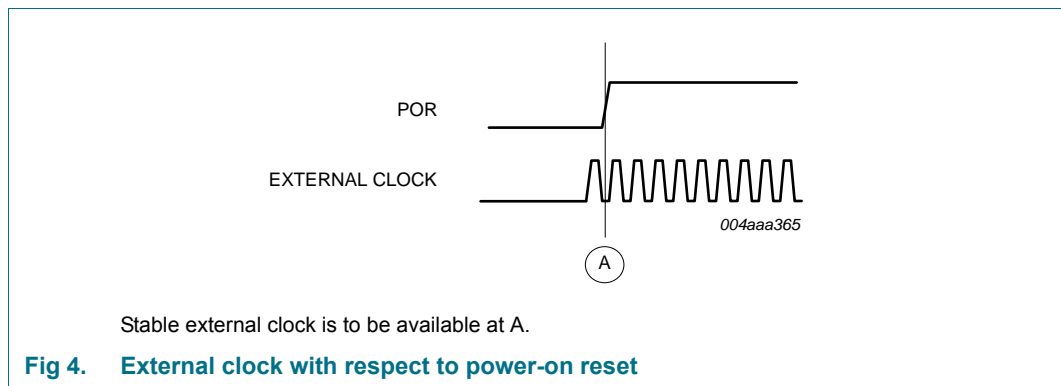 POR
EXTERNAL CLOCK
004aaa365
A
Stable external clock is to be available at A.
Fig 4. External clock with respect to power-on reset